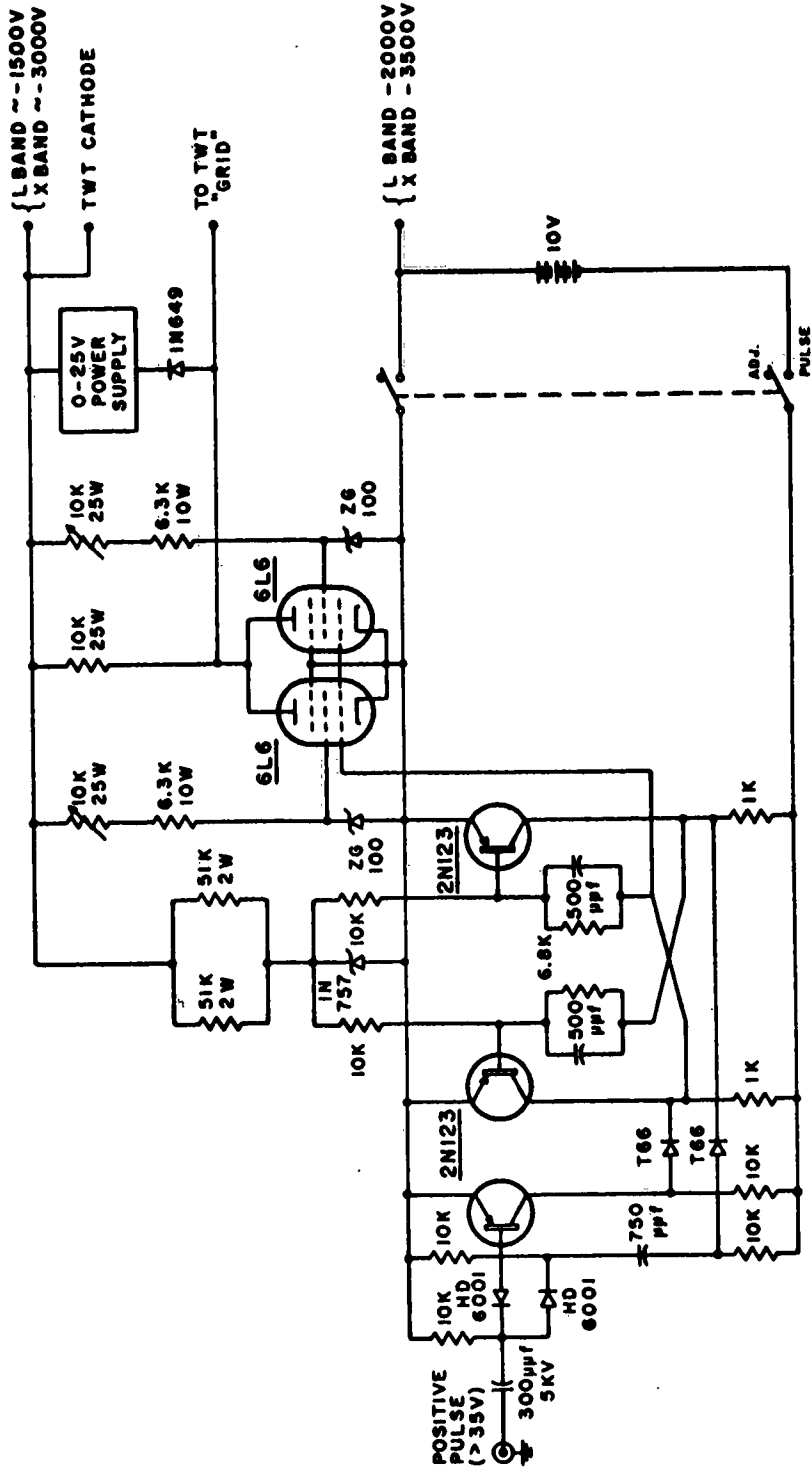 {L BAND ~-1500V
X BAND ~-3000V
TWT CATHODE
TO TWT
"GRID"
{L BAND -2000V
X BAND -3500V
0-25V
POWER
SUPPLY
1N649
10V
ADJ.
PULSE
10K
25W
6.3K
10W
ZG
100
10K
25W
6L6
6L6
10K
25W
6.3K
10W
ZG
100
51K
2W
51K
2W
10K
1N
757
10K
2N123
2N123
6.8K
500
μμf
500
μμf
1K
1K
T66
T66
10K
10K
10K
10K
750
μμf
HD
6001
HD
6001
300μμf
5KV
POSITIVE
PULSE
(>35V)